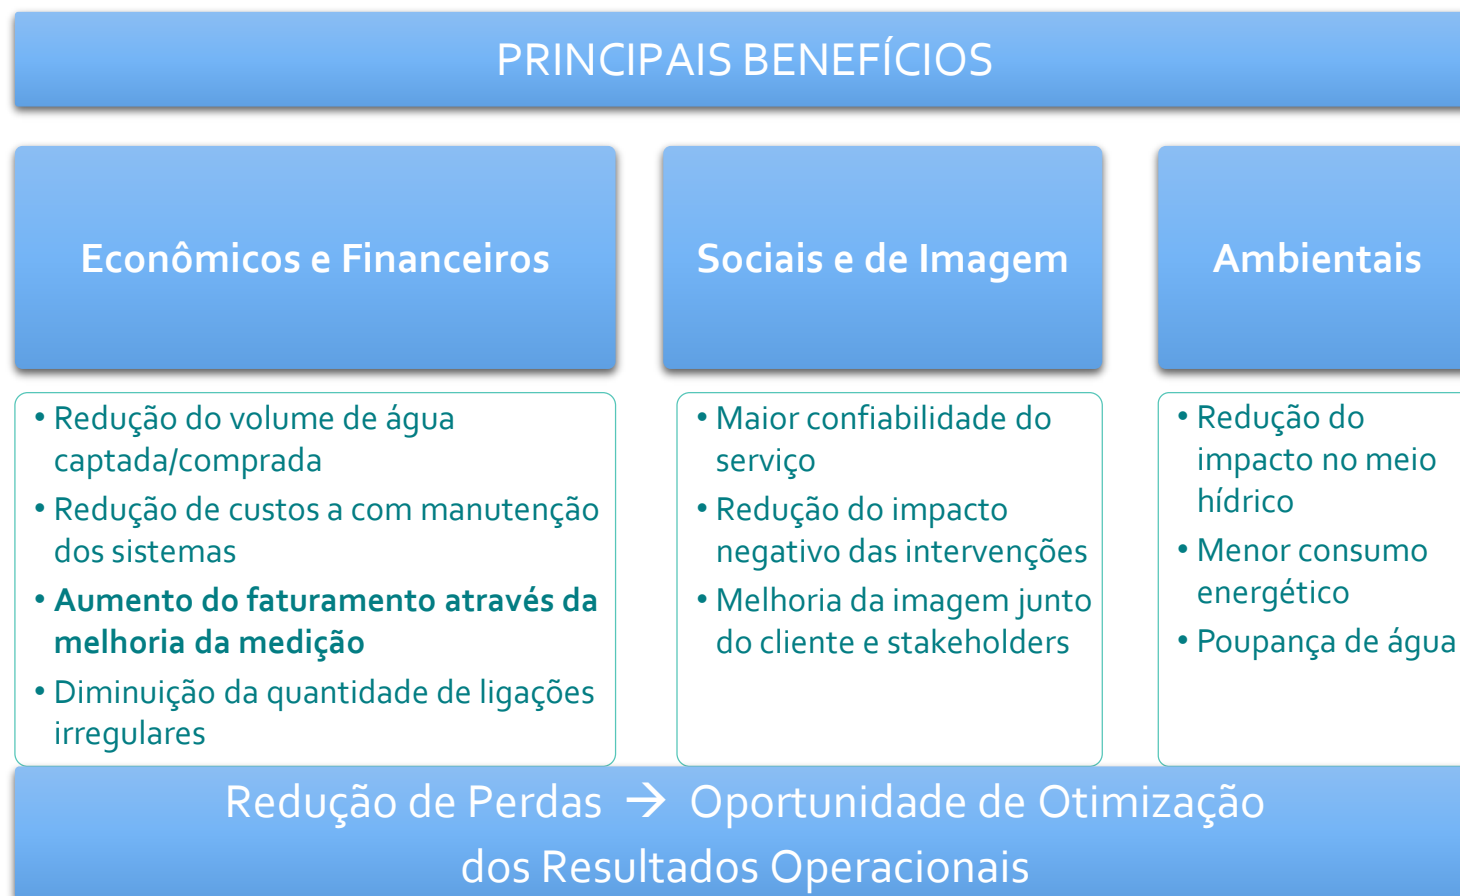 PRINCIPAIS BENEFÍCIOS
Econômicos e Financeiros
• Redução do volume de água
captada/comprada
• Redução de custos a com manutenção
dos sistemas
• Aumento do faturamento através da
melhoria da medição
• Diminuição da quantidade de ligações
irregulares
Sociais e de Imagem
• Maior confiabilidade do
serviço
• Redução do impacto
negativo das intervenções
• Melhoria da imagem junto
do cliente e stakeholders
Ambientais
• Redução do
impacto no meio
hídrico
• Menor consumo
energético
• Poupança de água
Redução de Perdas → Oportunidade de Otimização
dos Resultados Operacionais